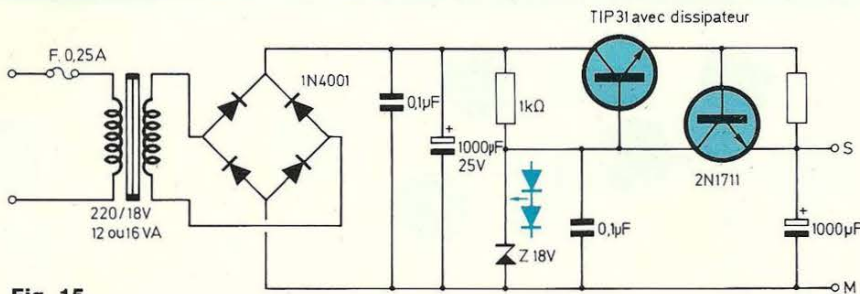 TIP31 avec dissipateur
F. 0,25A
1N4001
0,1µF
1kΩ
1000µF
25V
2N1711
S
220/18V
12 ou 16 VA
Z 18V
0,1µF
1000µF
M
Fig. 15